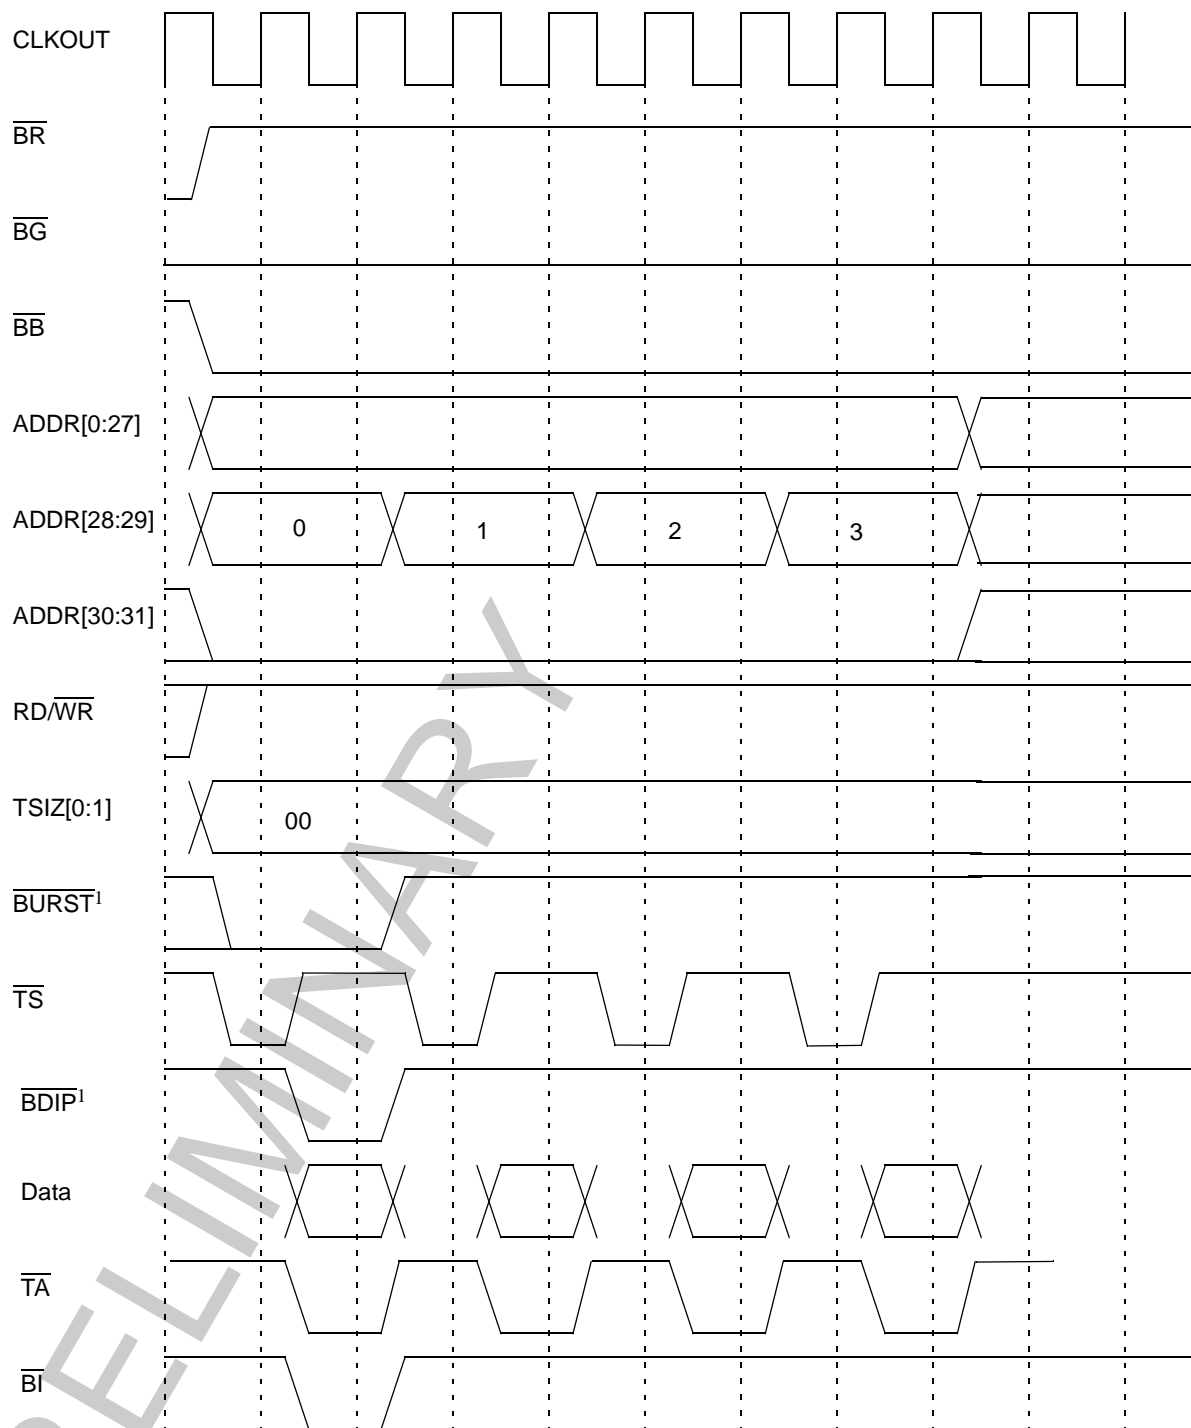 CLKOUT
BR
BG
BB
ADDR[0:27]
ADDR[28:29] 0 1 2 3
ADDR[30:31]
RD/WR
TSIZ[0:1] 00
BURST1
TS
BDIP1
Data
TA
BI
RELIMINARY